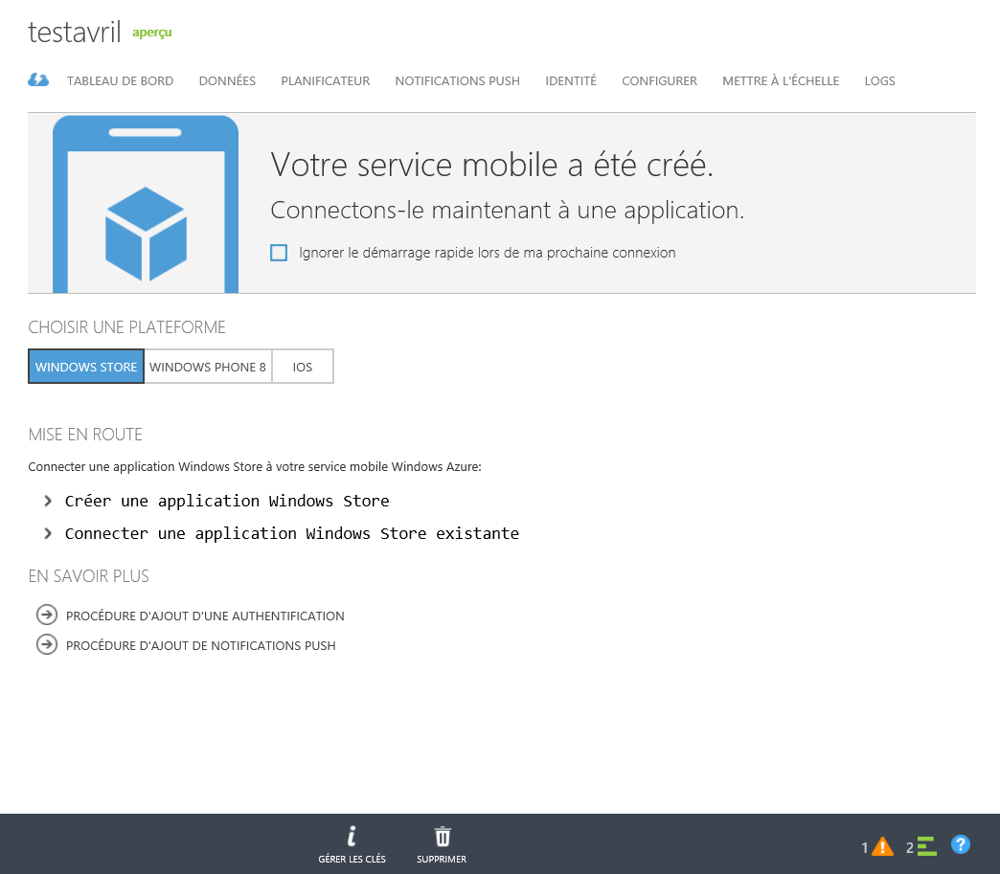 testavril aperçu
TABLEAU DE BORD DONNÉES PLANIFICATEUR NOTIFICATIONS PUSH IDENTITÉ CONFIGURER METTRE À L'ÉCHELLE LOGS
Votre service mobile a été créé.
Connectons-le maintenant à une application.
Ignorer le démarrage rapide lors de ma prochaine connexion
CHOISIR UNE PLATEFORME
WINDOWS STORE WINDOWS PHONE 8 IOS
MISE EN ROUTE
Connecter une application Windows Store à votre service mobile Windows Azure:
Créer une application Windows Store
Connecter une application Windows Store existante
EN SAVOIR PLUS
PROCÉDURE D'AJOUT D'UNE AUTHENTIFICATION
PROCÉDURE D'AJOUT DE NOTIFICATIONS PUSH
1 2 ?
GÉRER LES CLÉS SUPPRIMER